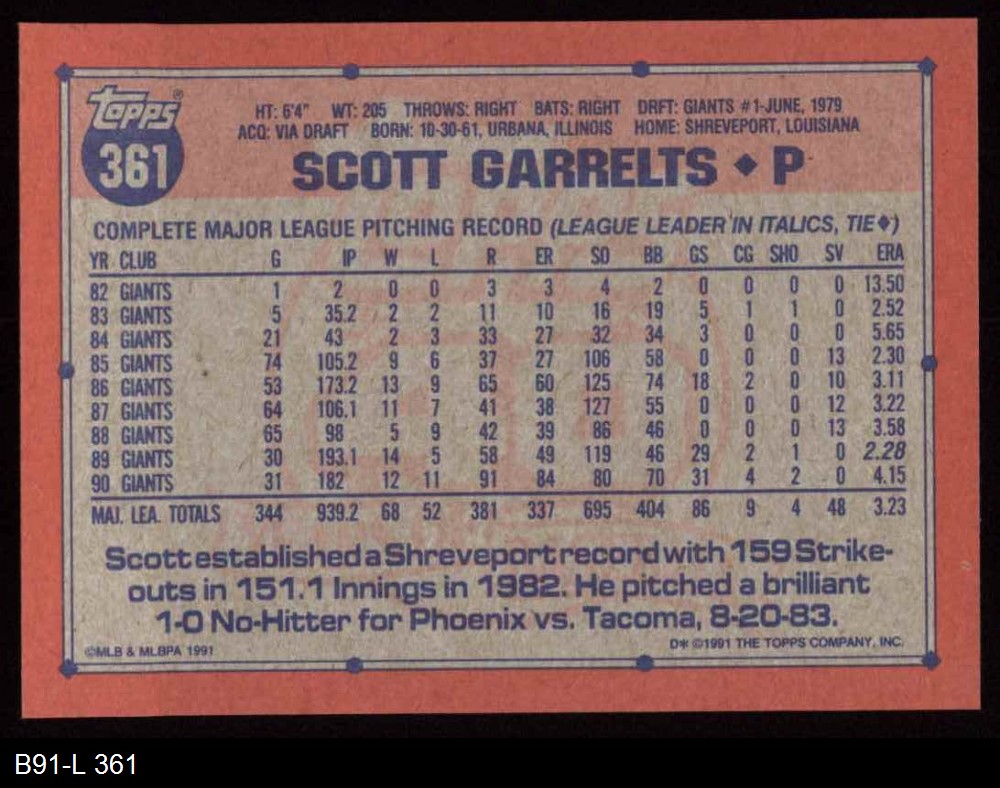 topps®
361
HT: 6'4" WT: 205 THROWS: RIGHT BATS: RIGHT DRFT: GIANTS #1-JUNE, 1979
ACQ: VIA DRAFT BORN: 10-30-61, URBANA, ILLINOIS HOME: SHREVEPORT, LOUISIANA
SCOTT GARRELTS ♦ P
COMPLETE MAJOR LEAGUE PITCHING RECORD (LEAGUE LEADER IN ITALICS, TIE♦)
YR CLUB G IP W L R ER SO BB GS CG SHO SV ERA
82 GIANTS 1 2 0 0 3 3 4 2 0 0 0 0 13.50
83 GIANTS 5 35.2 2 2 11 10 16 19 5 1 1 0 2.52
84 GIANTS 21 43 2 3 33 27 32 34 3 0 0 0 5.65
85 GIANTS 74 105.2 9 6 37 27 106 58 0 0 0 13 2.30
86 GIANTS 53 173.2 13 9 65 60 125 74 18 2 0 10 3.11
87 GIANTS 64 106.1 11 7 41 38 127 55 0 0 0 12 3.22
88 GIANTS 65 98 5 9 42 39 86 46 0 0 0 13 3.58
89 GIANTS 30 193.1 14 5 58 49 119 46 29 2 1 0 2.28
90 GIANTS 31 182 12 11 91 84 80 70 31 4 2 0 4.15
MAJ. LEA. TOTALS 344 939.2 68 52 381 337 695 404 86 9 4 48 3.23
Scott established a Shreveport record with 159 Strike-
outs in 151.1 Innings in 1982. He pitched a brilliant
1-0 No-Hitter for Phoenix vs. Tacoma, 8-20-83.
©MLB & MLBPA 1991 D* ©1991 THE TOPPS COMPANY, INC.
B91-L 361